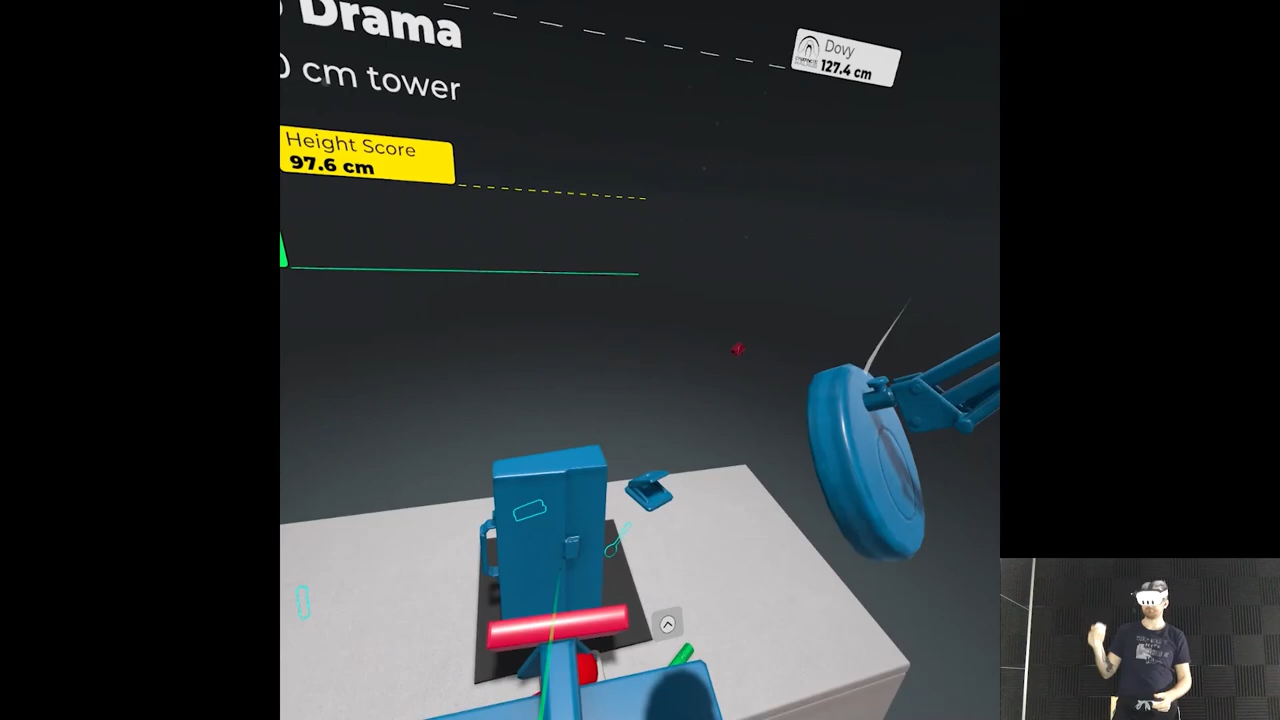 Drama
cm tower
Height Score
97.6 cm
Dovy
127.4 cm